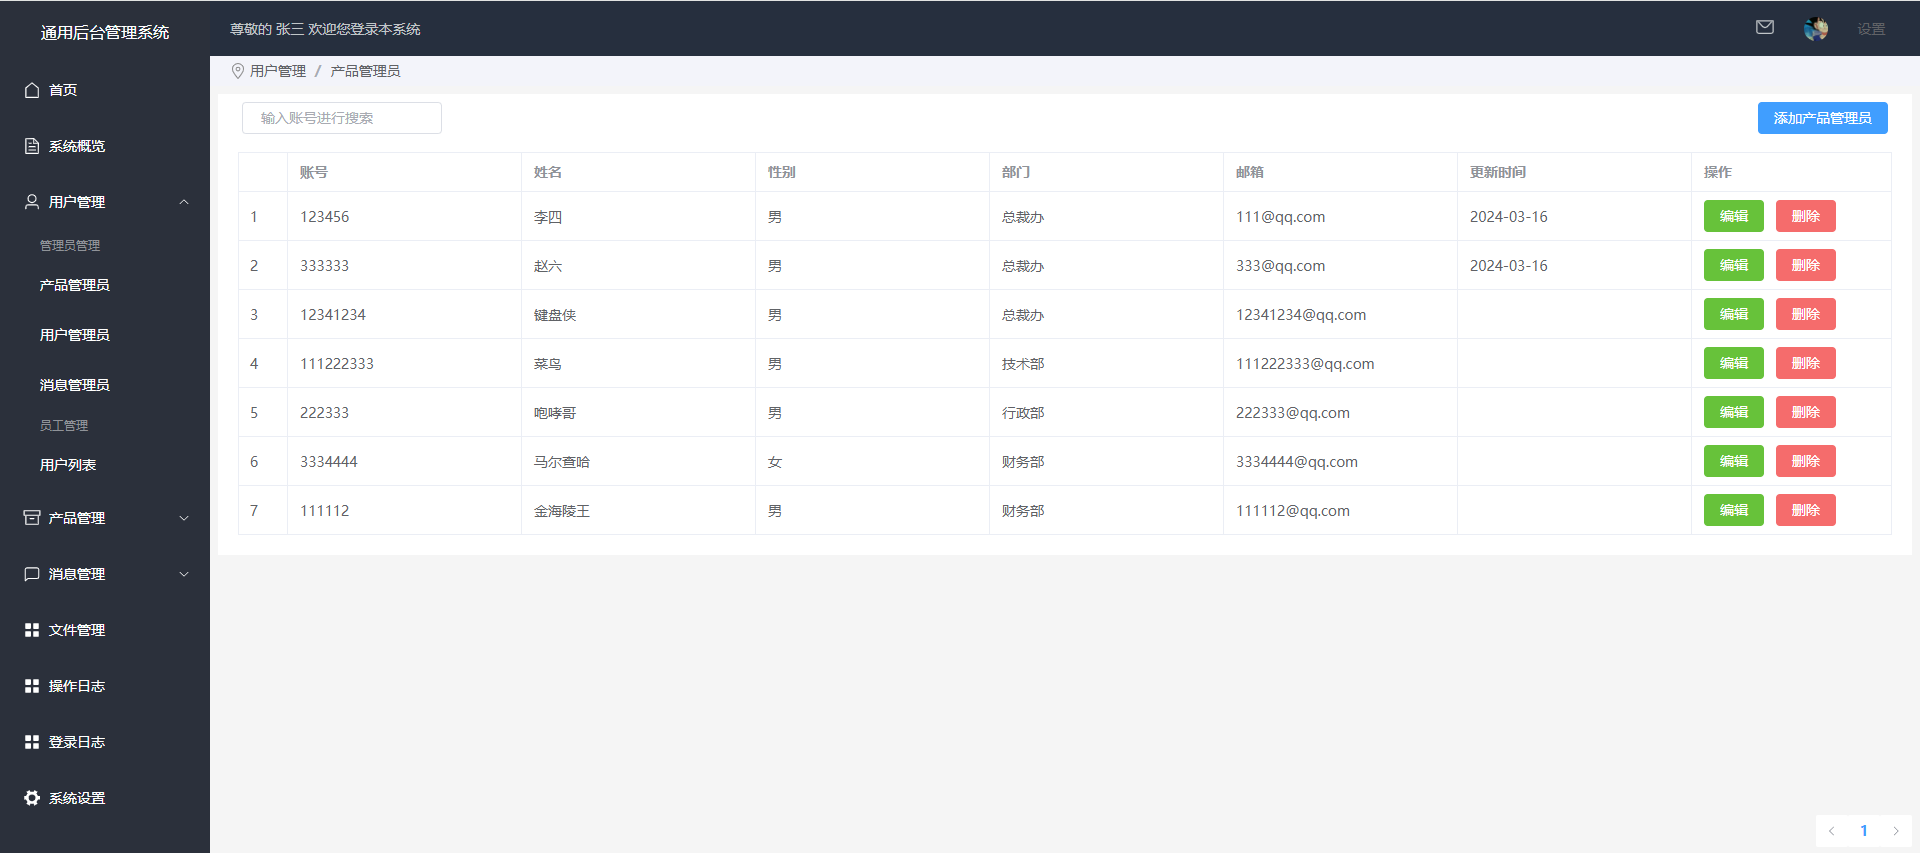 通用后台管理系统
首页
系统概览
用户管理
管理员管理
产品管理员
用户管理员
消息管理员
员工管理
用户列表
产品管理
消息管理
文件管理
操作日志
登录日志
系统设置
尊敬的 张三 欢迎您登录本系统
设置
用户管理 / 产品管理员
输入账号进行搜索
添加产品管理员
账号 姓名 性别 部门 邮箱 更新时间 操作
1 123456 李四 男 总裁办 111@qq.com 2024-03-16 编辑 删除
2 333333 赵六 男 总裁办 333@qq.com 2024-03-16 编辑 删除
3 12341234 键盘侠 男 总裁办 12341234@qq.com 编辑 删除
4 111222333 菜鸟 男 技术部 111222333@qq.com 编辑 删除
5 222333 咆哮哥 男 行政部 222333@qq.com 编辑 删除
6 3334444 马尔查哈 女 财务部 3334444@qq.com 编辑 删除
7 111112 金海陵王 男 财务部 111112@qq.com 编辑 删除
1